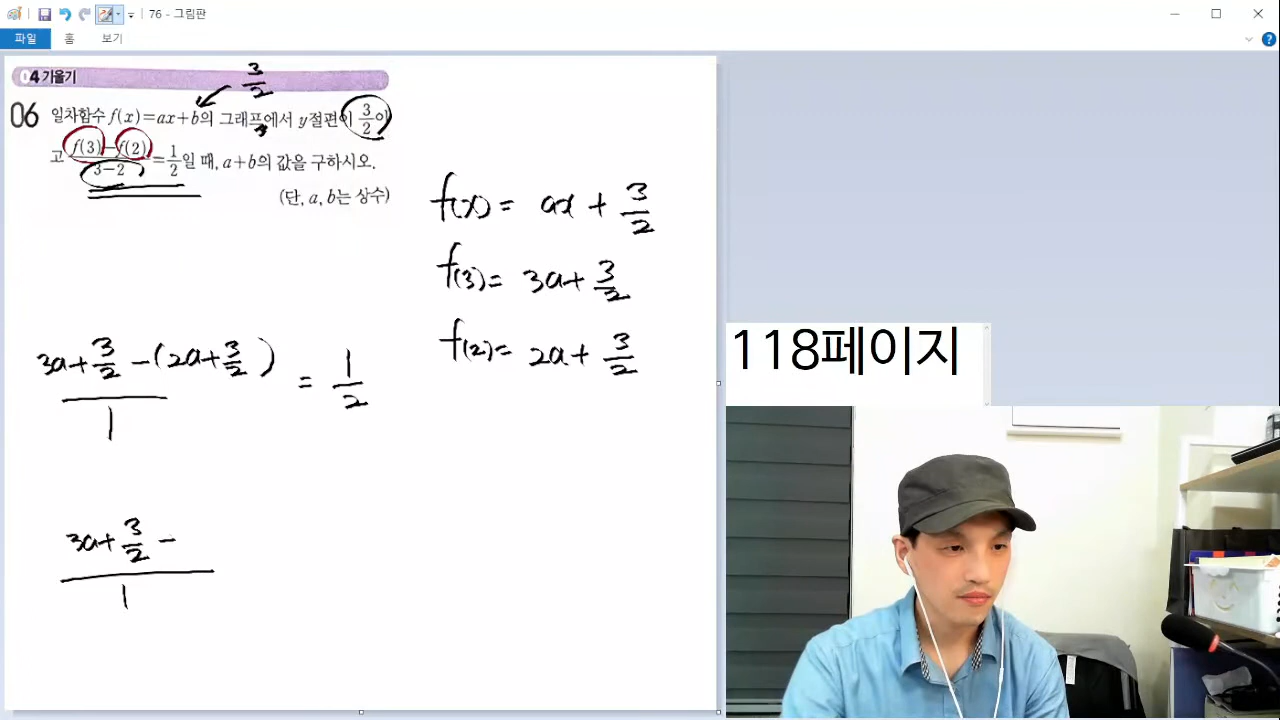 76 - 그림판
파일 홈 보기
04 기울기
3/2
06 일차함수 f(x)=ax+b의 그래프에서 y절편이 3/2이
고 f(3)-f(2)/3-2=1/2일 때, a+b의 값을 구하시오.
(단, a, b는 상수)
f(x)= ax+3/2
f(3)= 3a+3/2
f(2)= 2a+3/2
3a+3/2-(2a+3/2)/1 = 1/2
3a+3/2-/1
118페이지